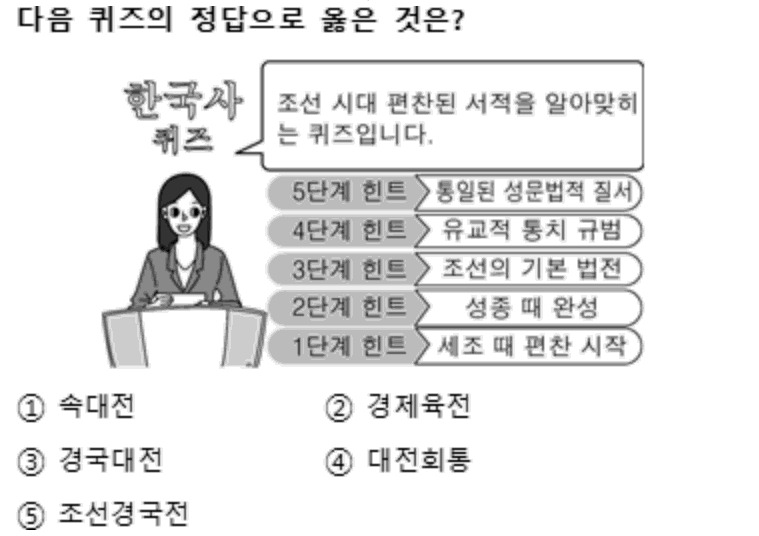 다음 퀴즈의 정답으로 옳은 것은?
한국사
퀴즈
조선 시대 편찬된 서적을 알아맞히
는 퀴즈입니다.
5단계 힌트 통일된 성문법적 질서
4단계 힌트 유교적 통치 규범
3단계 힌트 조선의 기본 법전
2단계 힌트 성종 때 완성
1단계 힌트 세조 때 편찬 시작
① 속대전 ② 경제육전
③ 경국대전 ④ 대전회통
⑤ 조선경국전